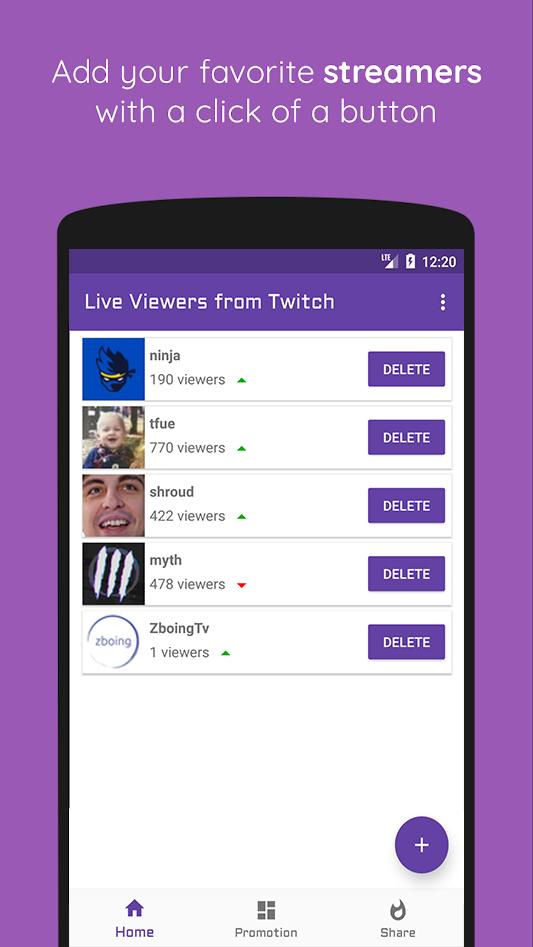 Add your favorite streamers
with a click of a button
LTE 12:20
Live Viewers from Twitch
ninja
190 viewers
DELETE
tfue
770 viewers
DELETE
shroud
422 viewers
DELETE
myth
478 viewers
DELETE
zboing
ZboingTv
1 viewers
DELETE
+
Home Promotion Share